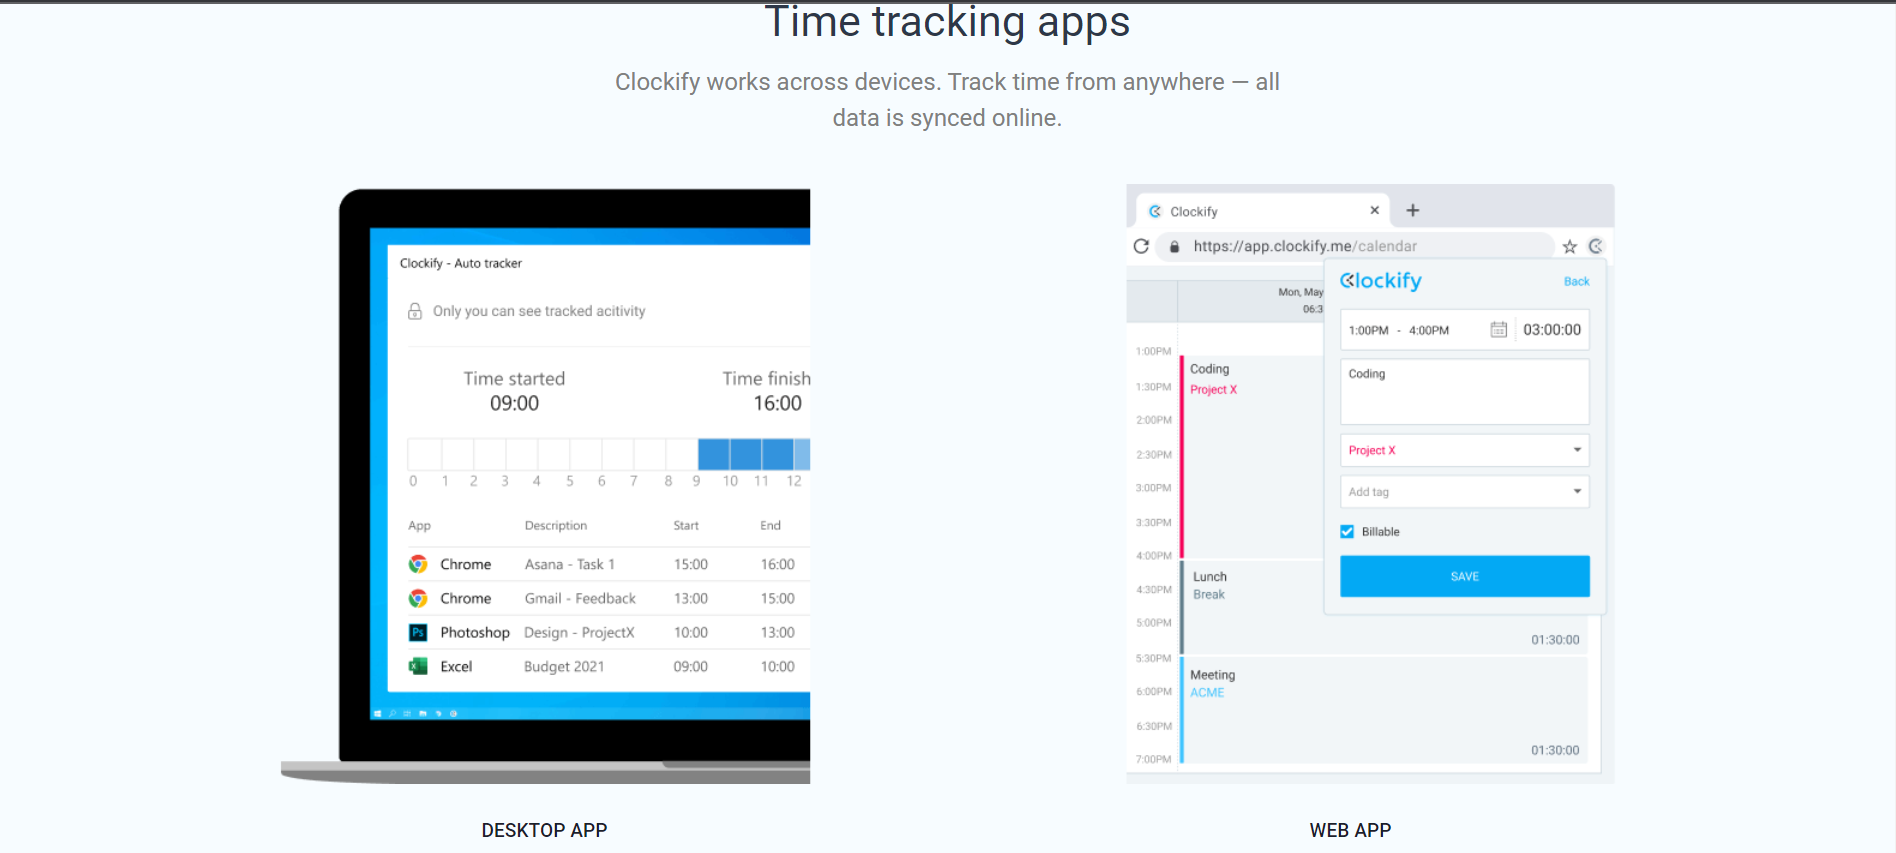 Time tracking apps
Clockify works across devices. Track time from anywhere — all
data is synced online.
Clockify - Auto tracker
Only you can see tracked acitivity
Time started
09:00
Time finish
16:00
0 1 2 3 4 5 6 7 8 9 10 11 12
App Description Start End
Chrome Asana - Task 1 15:00 16:00
Chrome Gmail - Feedback 13:00 15:00
Ps Photoshop Design - ProjectX 10:00 13:00
Excel Budget 2021 09:00 10:00
DESKTOP APP
Clockify
https://app.clockify.me/calendar
Mon, May
06:3
1:00PM
1:30PM
2:00PM
2:30PM
3:00PM
3:30PM
4:00PM
4:30PM
5:00PM
5:30PM
6:00PM
6:30PM
7:00PM
Coding
Project X
Lunch
Break
01:30:00
Meeting
ACME
01:30:00
Clockify
Back
1:00PM - 4:00PM 03:00:00
Coding
Project X
Add tag
Billable
SAVE
WEB APP